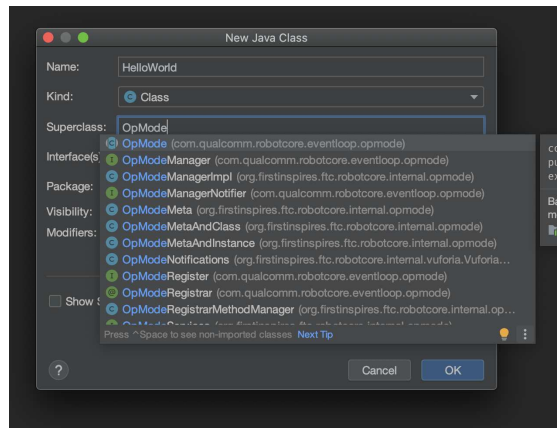 New Java Class
Name: HelloWorld
Kind: Class
Superclass: OpMode
OpMode (com.qualcomm.robotcore.eventloop.opmode)
Interface(s
OpModeManager (com.qualcomm.robotcore.eventloop.opmode)
OpModeManagerImpl (org.firstinspires.ftc.robotcore.internal.opmode)
Package:
OpModeManagerNotifier (com.qualcomm.robotcore.eventloop.opmode)
Visibility:
OpModeMeta (org.firstinspires.ftc.robotcore.internal.opmode)
Modifiers:
OpModeMetaAndClass (org.firstinspires.ftc.robotcore.internal.opmode)
OpModeMetaAndInstance (org.firstinspires.ftc.robotcore.internal.opmode)
OpModeNotifications (org.firstinspires.ftc.robotcore.internal.vuforia.Vuforia...
OpModeRegister (com.qualcomm.robotcore.eventloop.opmode)
OpModeRegistrar (com.qualcomm.robotcore.eventloop.opmode)
Show S
OpModeRegistrarMethodManager (org.firstinspires.ftc.robotcore.internal.op...
OpModeServices
Press ^Space to see non-imported classes Next Tip
? Cancel OK
co
pu
ex
Ba
m